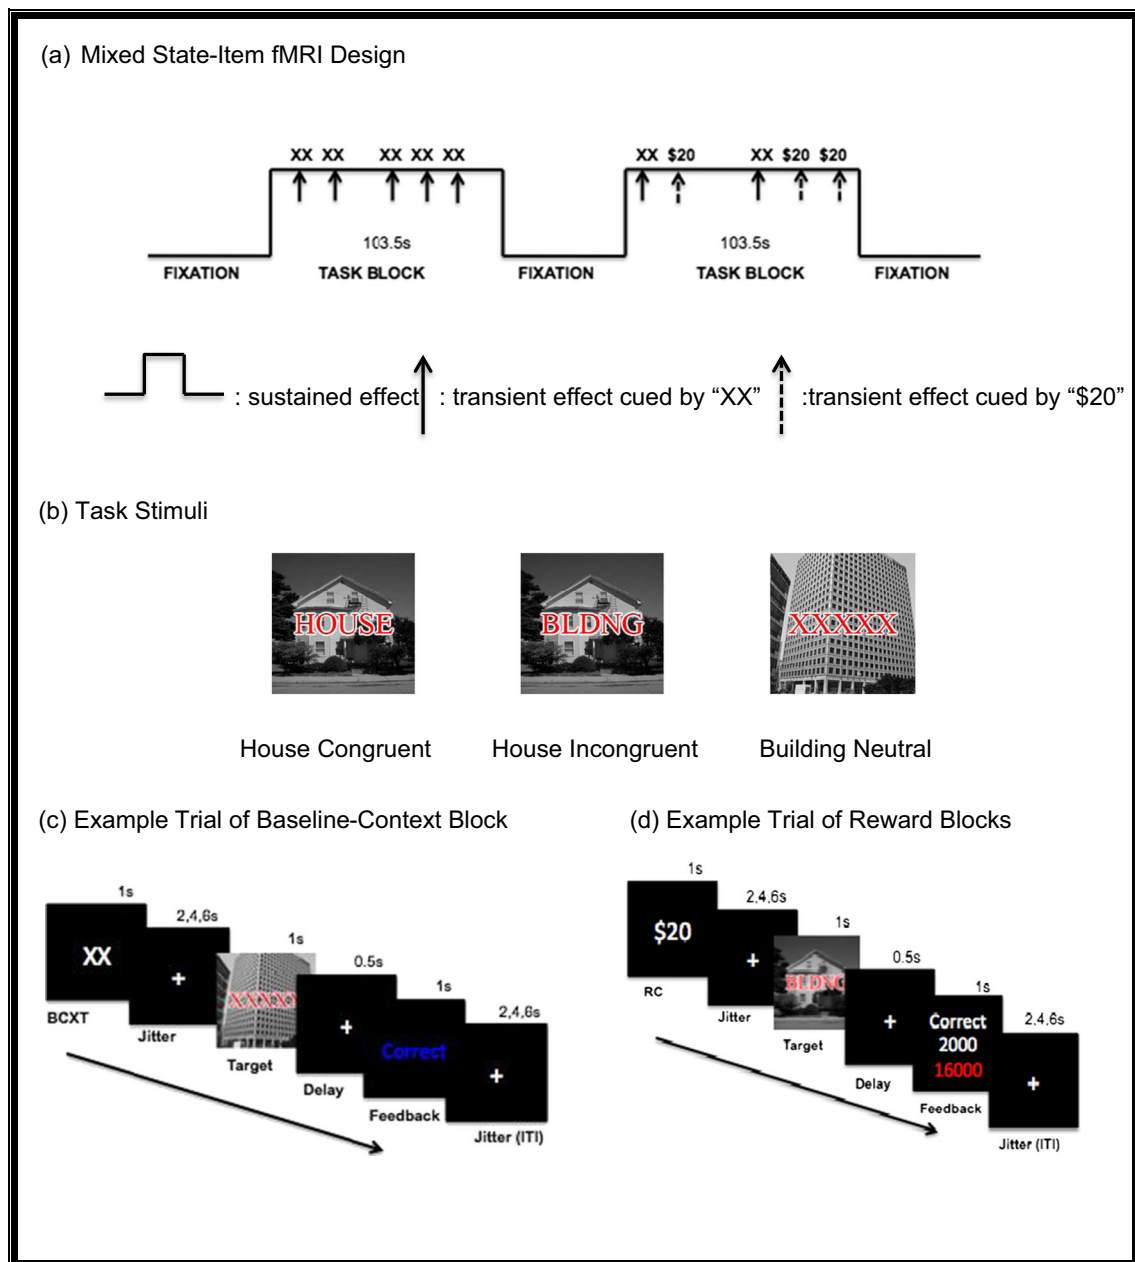 (a) Mixed State-Item fMRI Design
XX XX XX XX XX XX $20 XX $20 $20
103.5s 103.5s
FIXATION TASK BLOCK FIXATION TASK BLOCK FIXATION
: sustained effect : transient effect cued by “XX” :transient effect cued by “$20”
(b) Task Stimuli
HOUSE BLDNG XXXXX
House Congruent House Incongruent Building Neutral
(c) Example Trial of Baseline-Context Block
1s
2,4,6s
1s
0.5s
1s
2,4,6s
XX
+
XXXXX
+
Correct
+
BCXT
Jitter
Target
Delay
Feedback
Jitter (ITI)
(d) Example Trial of Reward Blocks
1s
2,4,6s
1s
0.5s
1s
2,4,6s
$20
+
BLDNG
+
Correct
2000
16000
+
RC
Jitter
Target
Delay
Feedback
Jitter (ITI)